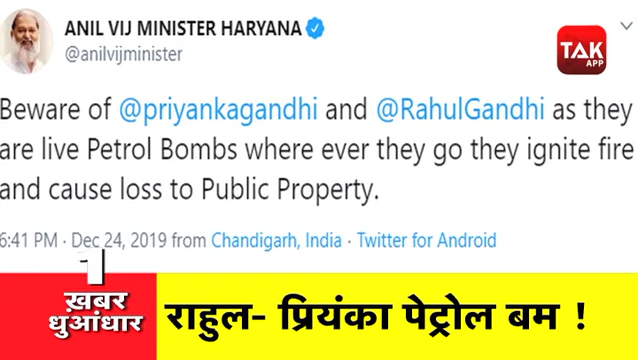 ANIL VIJ MINISTER HARYANA
@anilvijminister
TAK
APP
Beware of @priyankagandhi and @RahulGandhi as they
are live Petrol Bombs where ever they go they ignite fire
and cause loss to Public Property.
6:41 PM · Dec 24, 2019 from Chandigarh, India · Twitter for Android
1
ख़बर
धुआंधार
राहुल- प्रियंका पेट्रोल बम !